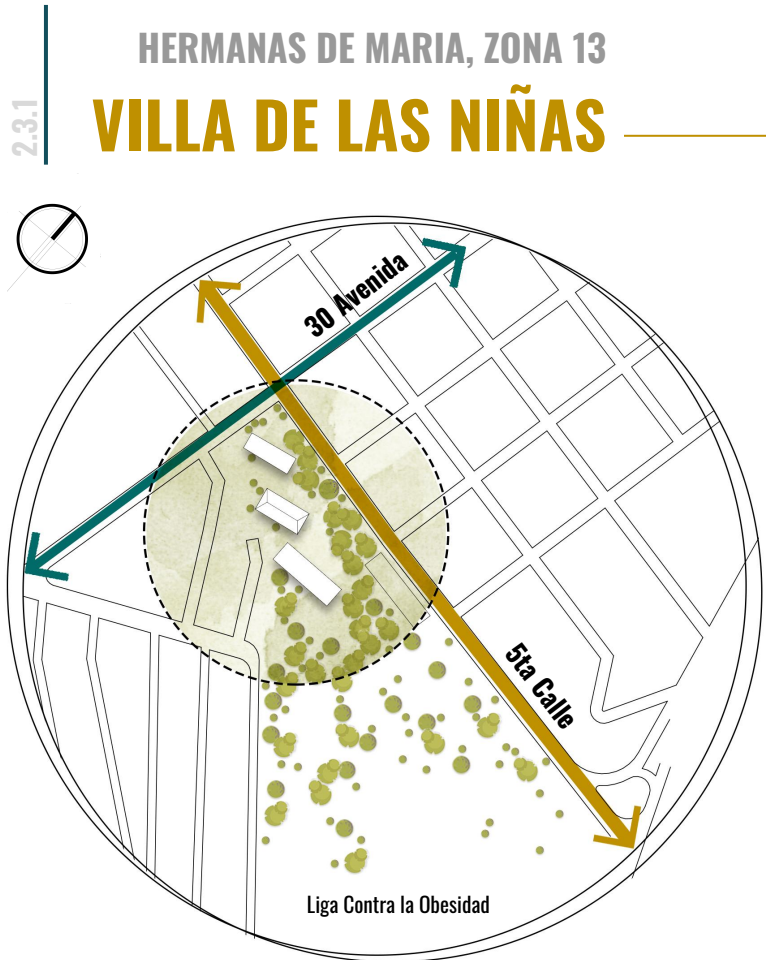 HERMANAS DE MARIA, ZONA 13
2.3.1
VILLA DE LAS NIÑAS
30 Avenida
5ta Calle
Liga Contra la Obesidad